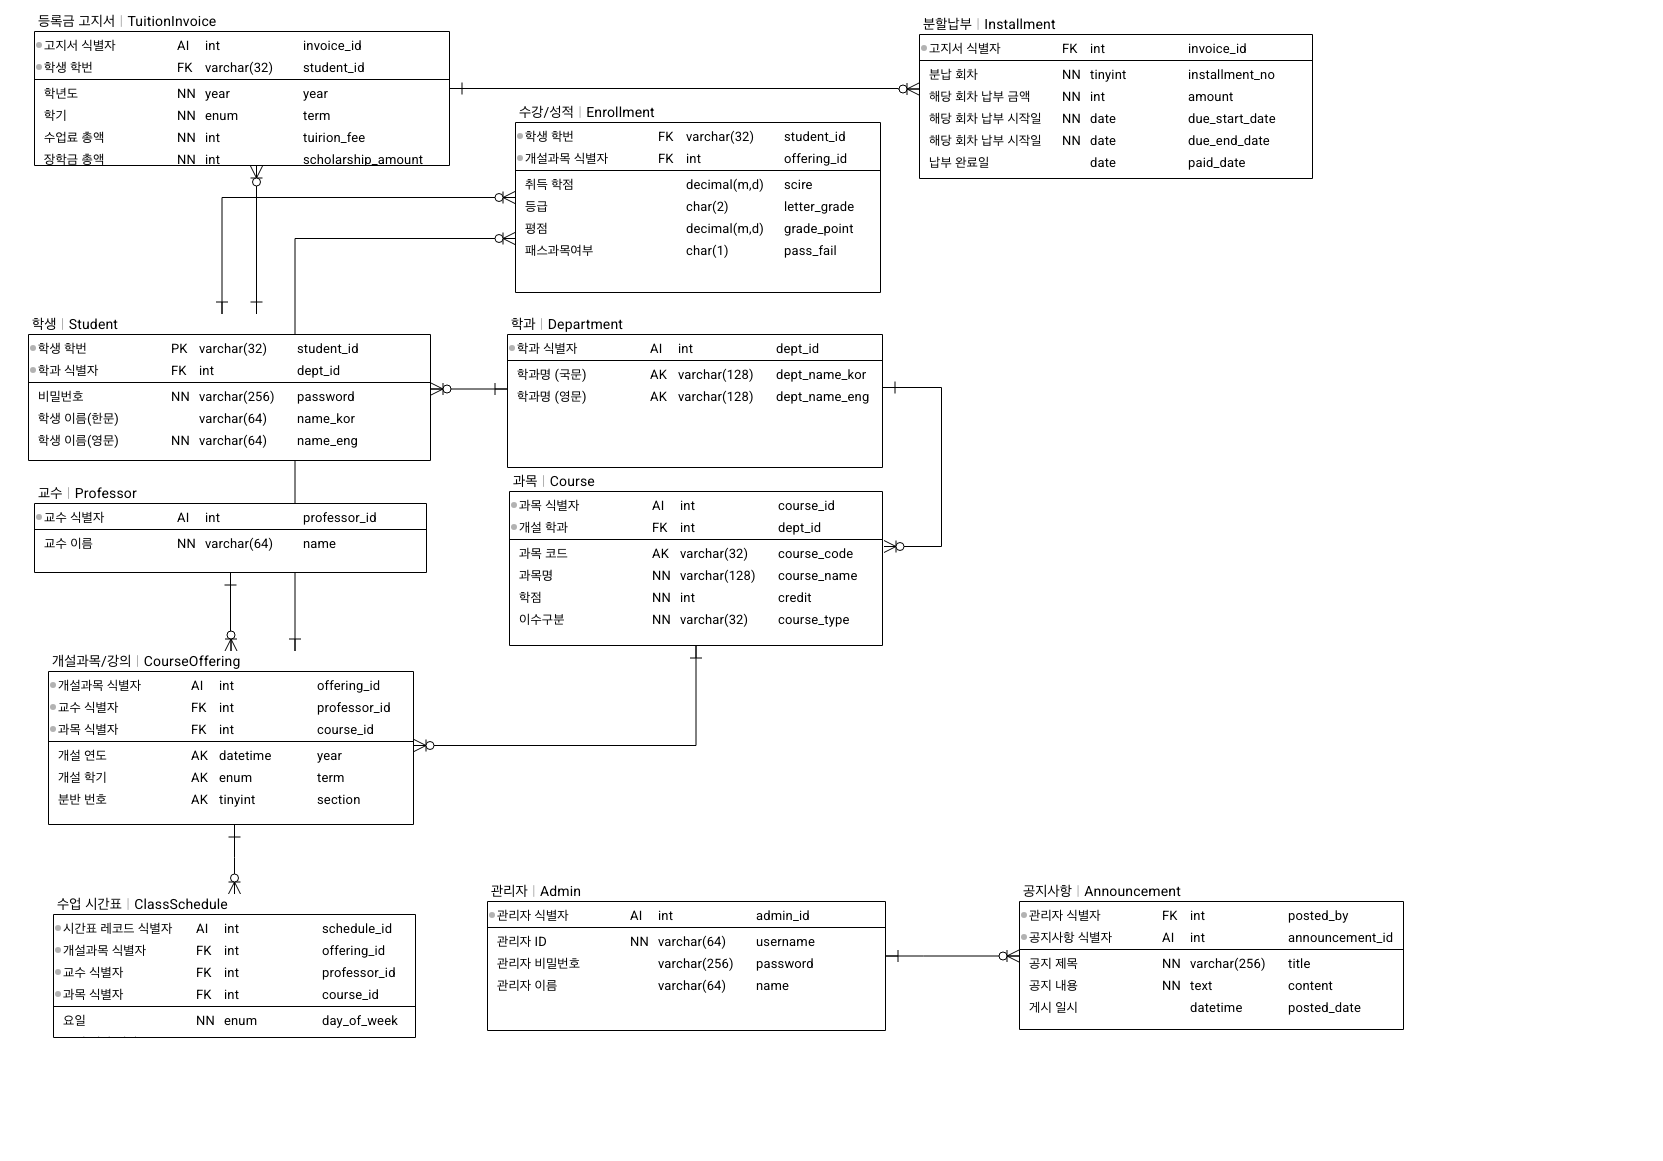 등록금 고지서 | TuitionInvoice
고지서 식별자 AI int invoice_id
학생 학번 FK varchar(32) student_id
학년도 NN year year
학기 NN enum term
수업료 총액 NN int tuirion_fee
장학금 총액 NN int scholarship_amount
분할납부 | Installment
고지서 식별자 FK int invoice_id
분납 회차 NN tinyint installment_no
해당 회차 납부 금액 NN int amount
해당 회차 납부 시작일 NN date due_start_date
해당 회차 납부 시작일 NN date due_end_date
납부 완료일 date paid_date
수강/성적 | Enrollment
학생 학번 FK varchar(32) student_id
개설과목 식별자 FK int offering_id
취득 학점 decimal(m,d) scire
등급 char(2) letter_grade
평점 decimal(m,d) grade_point
패스과목여부 char(1) pass_fail
학생 | Student
학생 학번 PK varchar(32) student_id
학과 식별자 FK int dept_id
비밀번호 NN varchar(256) password
학생 이름(한문) varchar(64) name_kor
학생 이름(영문) NN varchar(64) name_eng
학과 | Department
학과 식별자 AI int dept_id
학과명 (국문) AK varchar(128) dept_name_kor
학과명 (영문) AK varchar(128) dept_name_eng
교수 | Professor
교수 식별자 AI int professor_id
교수 이름 NN varchar(64) name
과목 | Course
과목 식별자 AI int course_id
개설 학과 FK int dept_id
과목 코드 AK varchar(32) course_code
과목명 NN varchar(128) course_name
학점 NN int credit
이수구분 NN varchar(32) course_type
개설과목/강의 | CourseOffering
개설과목 식별자 AI int offering_id
교수 식별자 FK int professor_id
과목 식별자 FK int course_id
개설 연도 AK datetime year
개설 학기 AK enum term
분반 번호 AK tinyint section
수업 시간표 | ClassSchedule
시간표 레코드 식별자 AI int schedule_id
개설과목 식별자 FK int offering_id
교수 식별자 FK int professor_id
과목 식별자 FK int course_id
요일 NN enum day_of_week
관리자 | Admin
관리자 식별자 AI int admin_id
관리자 ID NN varchar(64) username
관리자 비밀번호 varchar(256) password
관리자 이름 varchar(64) name
공지사항 | Announcement
관리자 식별자 FK int posted_by
공지사항 식별자 AI int announcement_id
공지 제목 NN varchar(256) title
공지 내용 NN text content
게시 일시 datetime posted_date